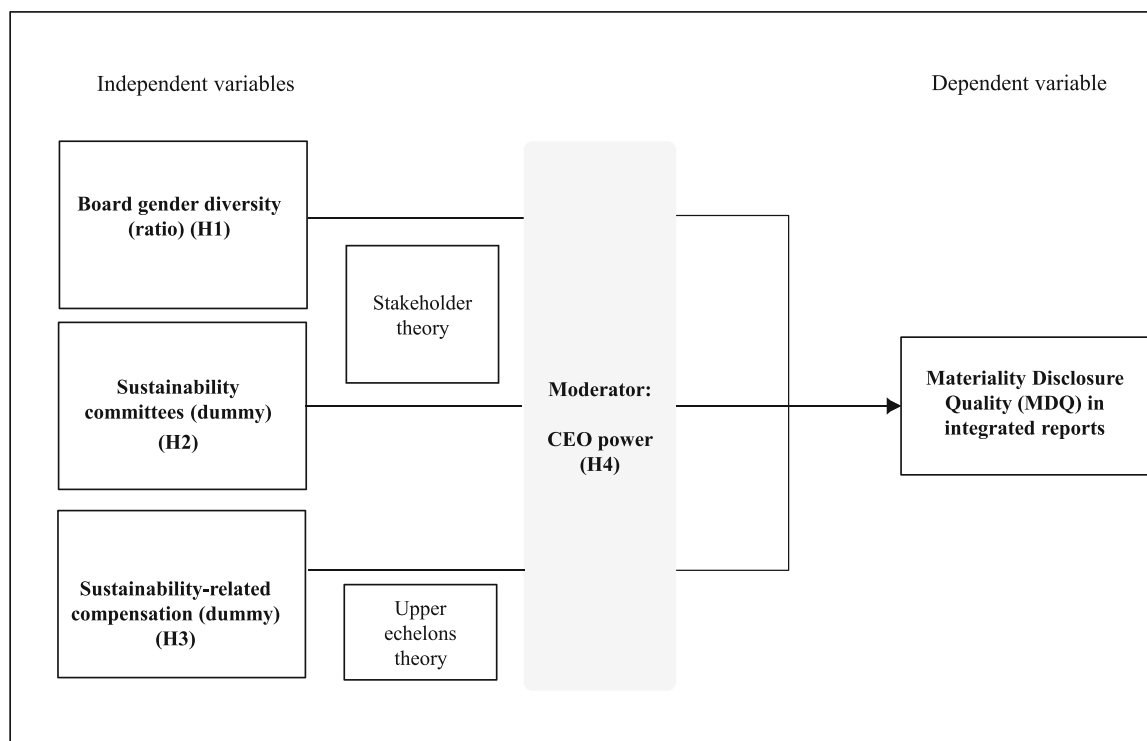 Independent variables
Dependent variable
Board gender diversity
(ratio) (H1)
Stakeholder
theory
Sustainability
committees (dummy)
(H2)
Moderator:
CEO power
(H4)
Materiality Disclosure
Quality (MDQ) in
integrated reports
Sustainability-related
compensation (dummy)
(H3)
Upper
echelons
theory